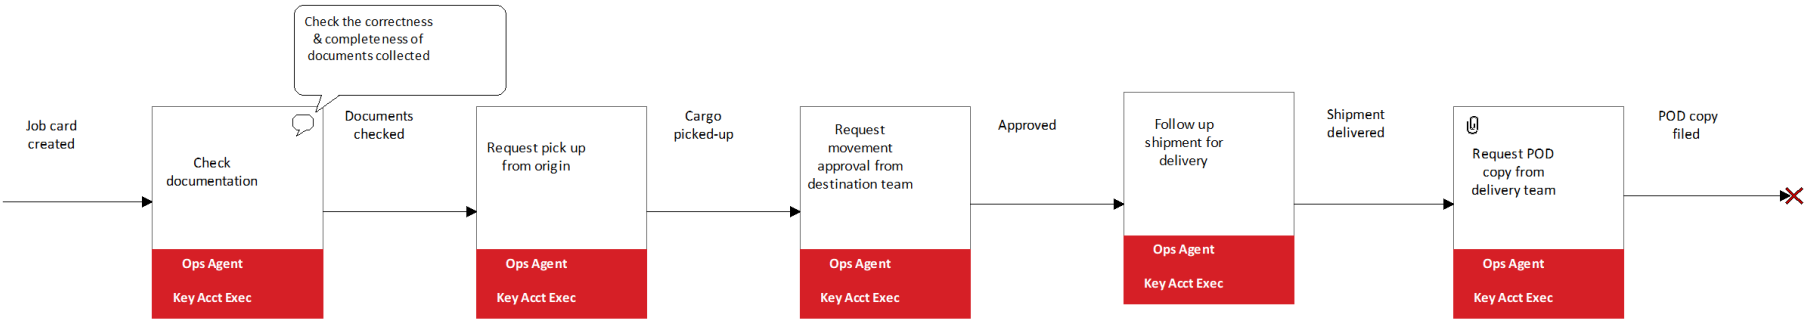 Check the correctness
& completeness of
documents collected
Job card
created
Check
documentation
Ops Agent
Key Acct Exec
Documents
checked
Request pick up
from origin
Ops Agent
Key Acct Exec
Cargo
picked-up
Request
movement
approval from
destination team
Ops Agent
Key Acct Exec
Approved
Follow up
shipment for
delivery
Ops Agent
Key Acct Exec
Shipment
delivered
Request POD
copy from
delivery team
Ops Agent
Key Acct Exec
POD copy
filed